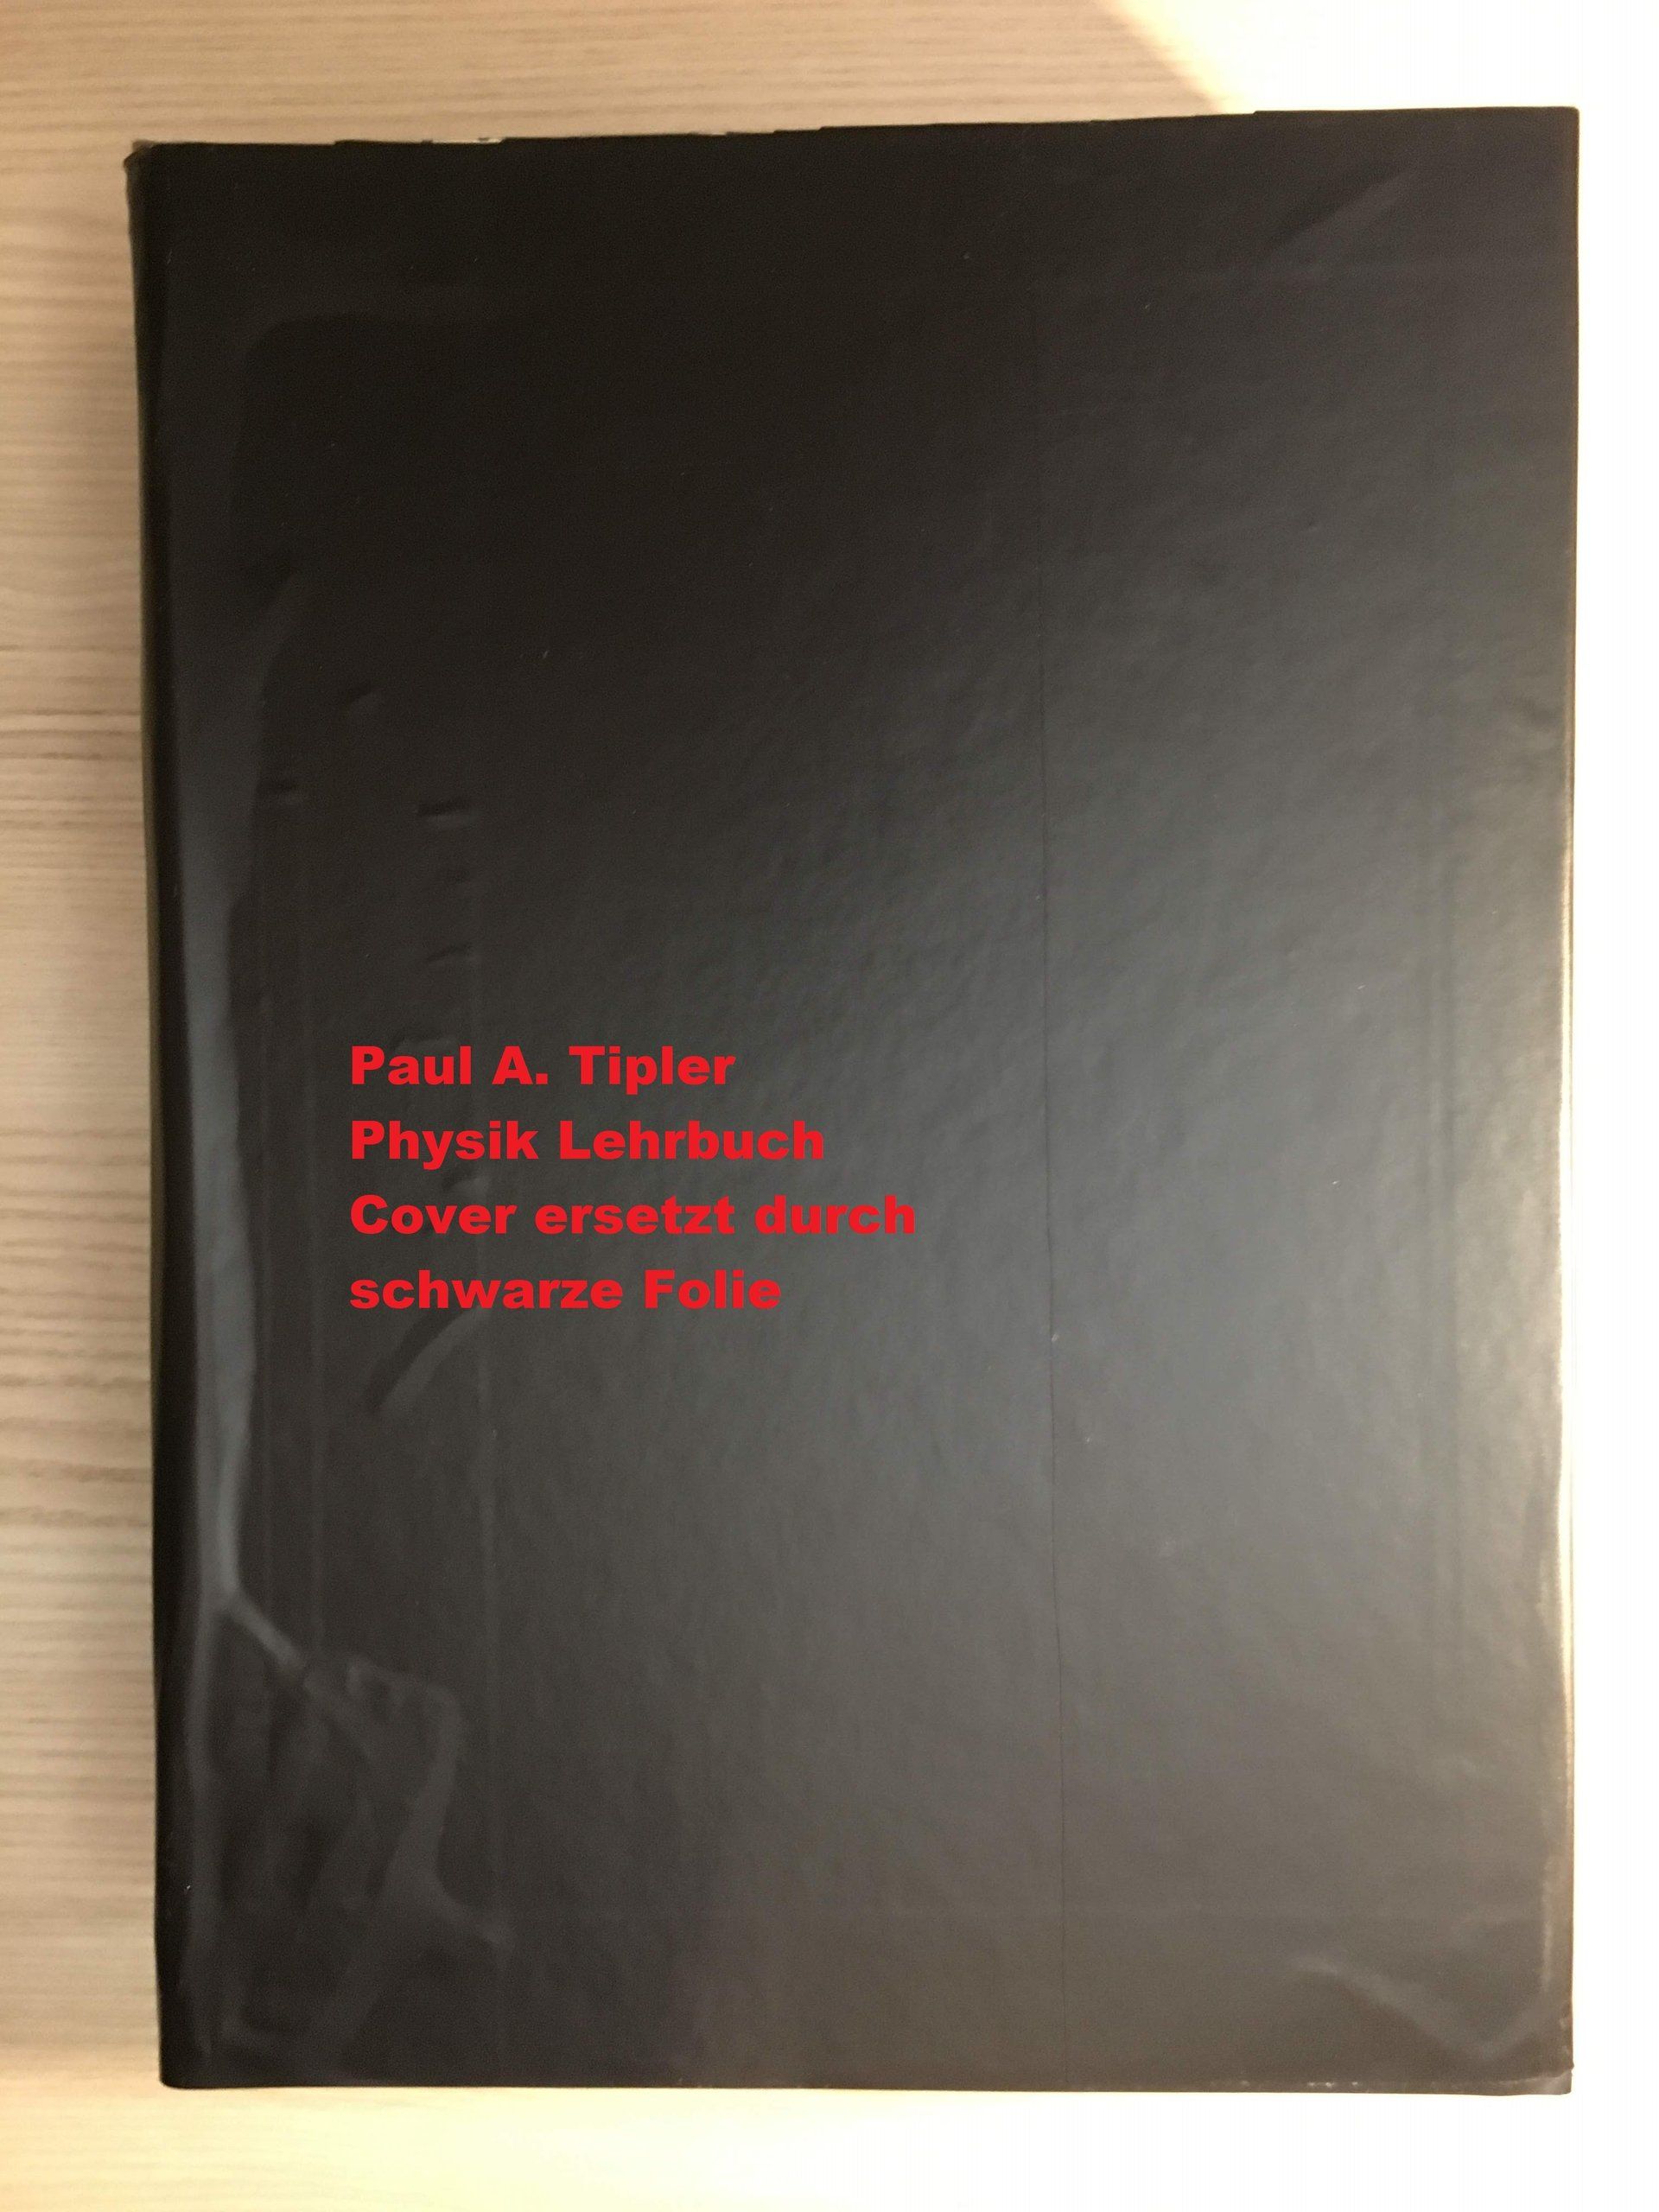 Paul A. Tipler
Physik Lehrbuch
Cover ersetzt durch
schwarze Folie